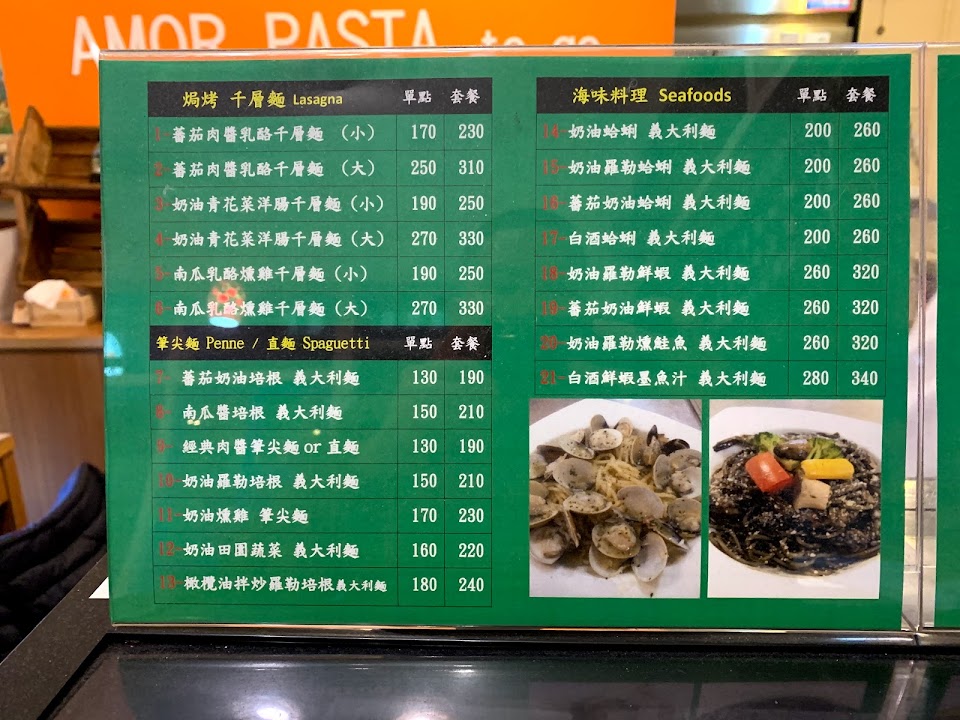 AMOR PASTA to go
焗烤 千層麵 Lasagna 單點 套餐
1-蕃茄肉醬乳酪千層麵 (小) 170 230
2-蕃茄肉醬乳酪千層麵 (大) 250 310
3-奶油青花菜洋腸千層麵(小) 190 250
4-奶油青花菜洋腸千層麵(大) 270 330
5-南瓜乳酪燻雞千層麵(小) 190 250
6-南瓜乳酪燻雞千層麵(大) 270 330
筆尖麵 Penne / 直麵 Spaguetti 單點 套餐
7- 蕃茄奶油培根 義大利麵 130 190
8- 南瓜醬培根 義大利麵 150 210
9- 經典肉醬筆尖麵or直麵 130 190
10-奶油羅勒培根 義大利麵 150 210
11-奶油燻雞 筆尖麵 170 230
12-奶油田園蔬菜 義大利麵 160 220
13-橄欖油拌炒羅勒培根義大利麵 180 240
海味料理 Seafoods 單點 套餐
14-奶油蛤蜊 義大利麵 200 260
15-奶油羅勒蛤蜊 義大利麵 200 260
16-蕃茄奶油蛤蜊 義大利麵 200 260
17-白酒蛤蜊 義大利麵 200 260
18-奶油羅勒鮮蝦 義大利麵 260 320
19-蕃茄奶油鮮蝦 義大利麵 260 320
20-奶油羅勒燻鮭魚 義大利麵 260 320
21-白酒鮮蝦墨魚汁 義大利麵 280 340